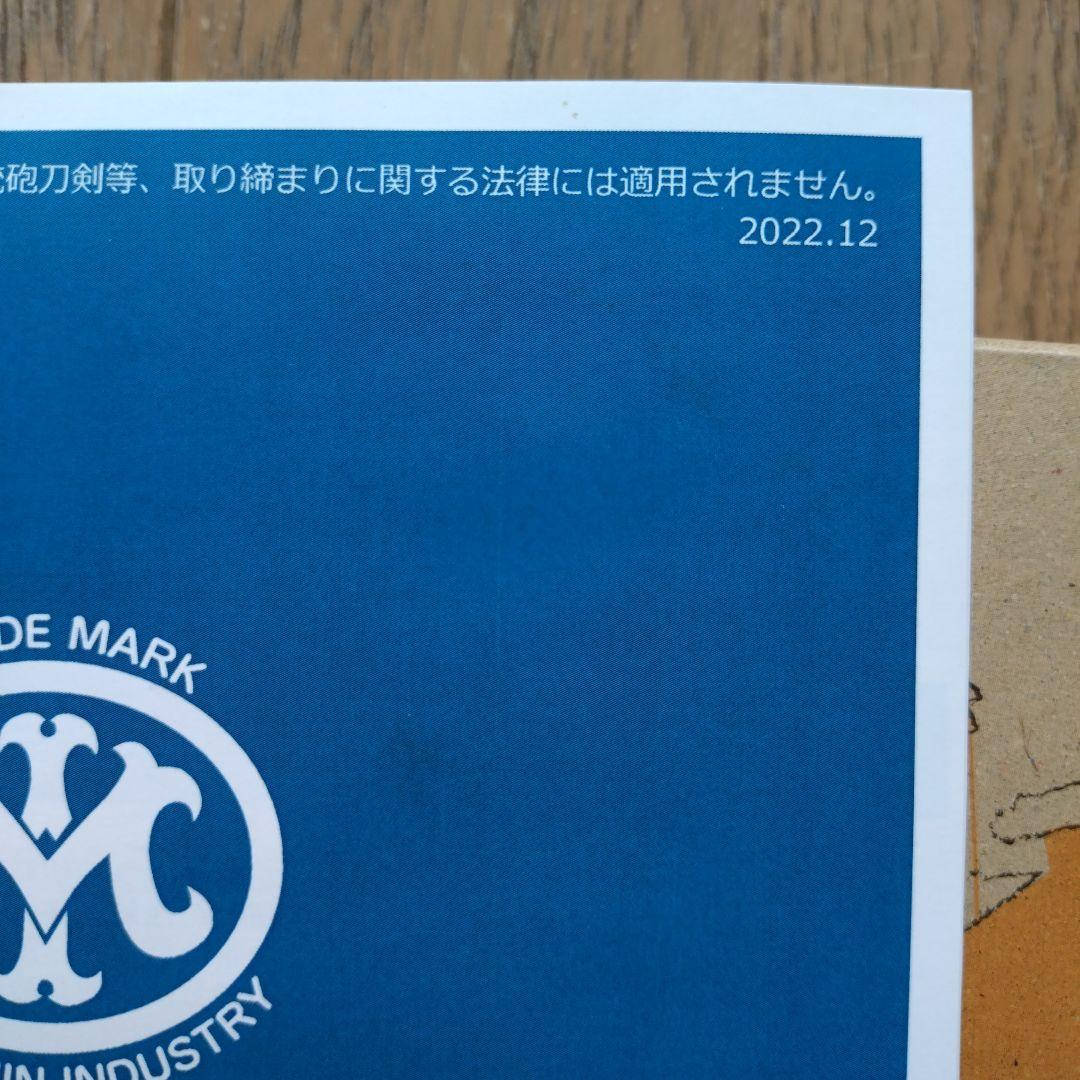 砲刀剣等、取り締まりに関する法律には適用されません。
2022.12
DE MARK
INDUSTRY